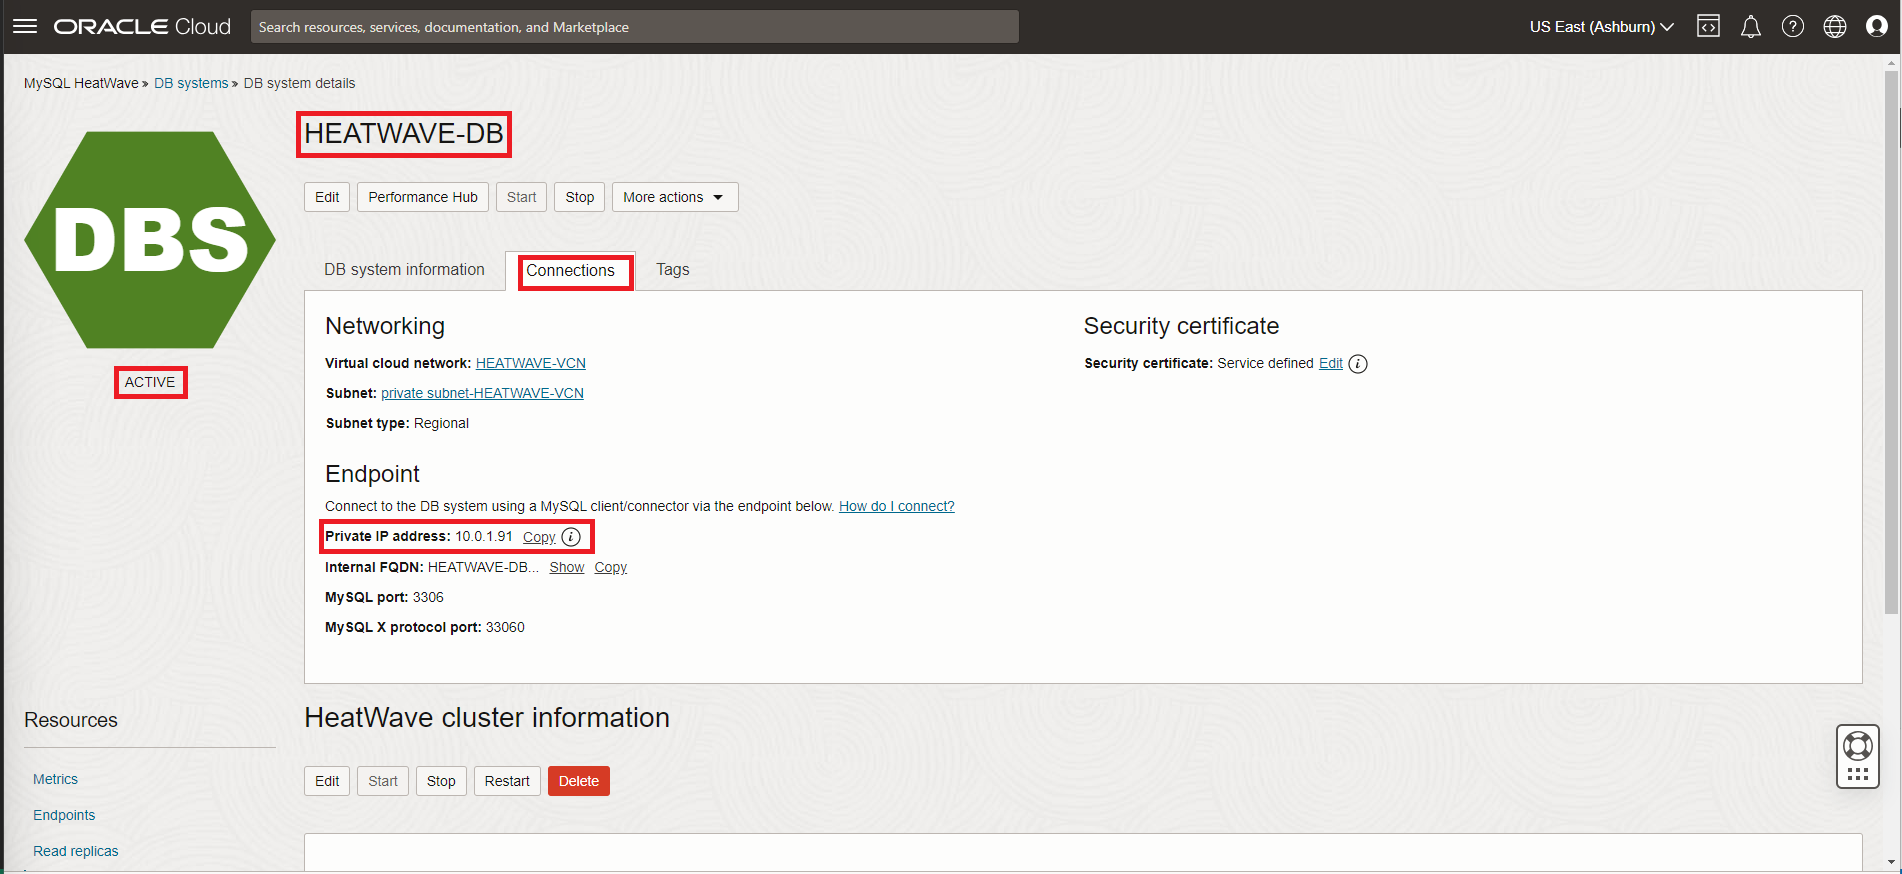 ORACLE Cloud
Search resources, services, documentation, and Marketplace
US East (Ashburn)
MySQL HeatWave » DB systems » DB system details
HEATWAVE-DB
DBS
ACTIVE
Edit
Performance Hub
Start
Stop
More actions
DB system information
Connections
Tags
Networking
Virtual cloud network: HEATWAVE-VCN
Subnet: private subnet-HEATWAVE-VCN
Subnet type: Regional
Security certificate
Security certificate: Service defined Edit
Endpoint
Connect to the DB system using a MySQL client/connector via the endpoint below. How do I connect?
Private IP address: 10.0.1.91 Copy
Internal FQDN: HEATWAVE-DB... Show Copy
MySQL port: 3306
MySQL X protocol port: 33060
Resources
Metrics
Endpoints
Read replicas
HeatWave cluster information
Edit
Start
Stop
Restart
Delete